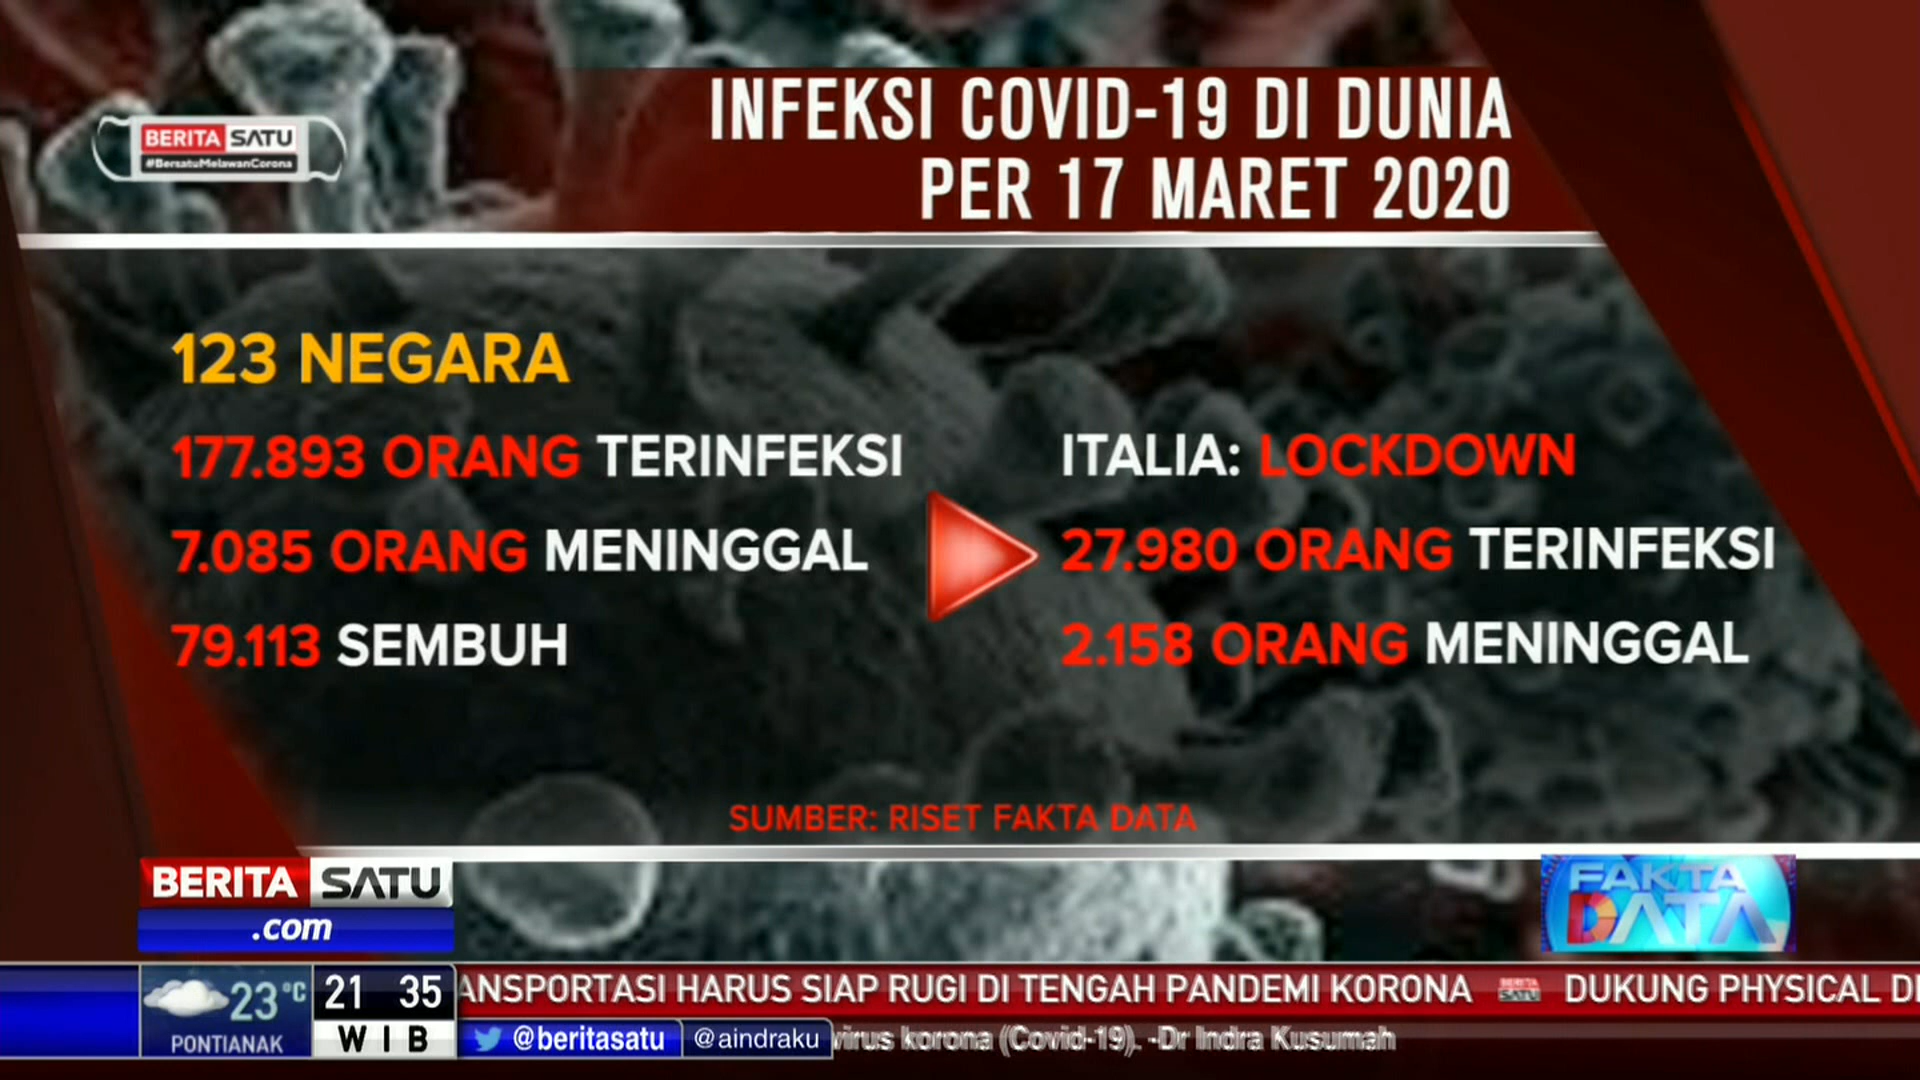 INFEKSI COVID-19 DI DUNIA
PER 17 MARET 2020
BERITA SATU
#BersatuMelawanCorona
123 NEGARA
177.893 ORANG TERINFEKSI
7.085 ORANG MENINGGAL
79.113 SEMBUH
ITALIA: LOCKDOWN
27.980 ORANG TERINFEKSI
2.158 ORANG MENINGGAL
SUMBER: RISET FAKTA DATA
BERITA SATU
.com
FAKTA
DATA
23°C
PONTIANAK
21 35
WIB
ANSPORTASI HARUS SIAP RUGI DI TENGAH PANDEMI KORONA BERITA SATU DUKUNG PHYSICAL DI
@beritasatu @aindraku virus korona (Covid-19). -Dr Indra Kusumah